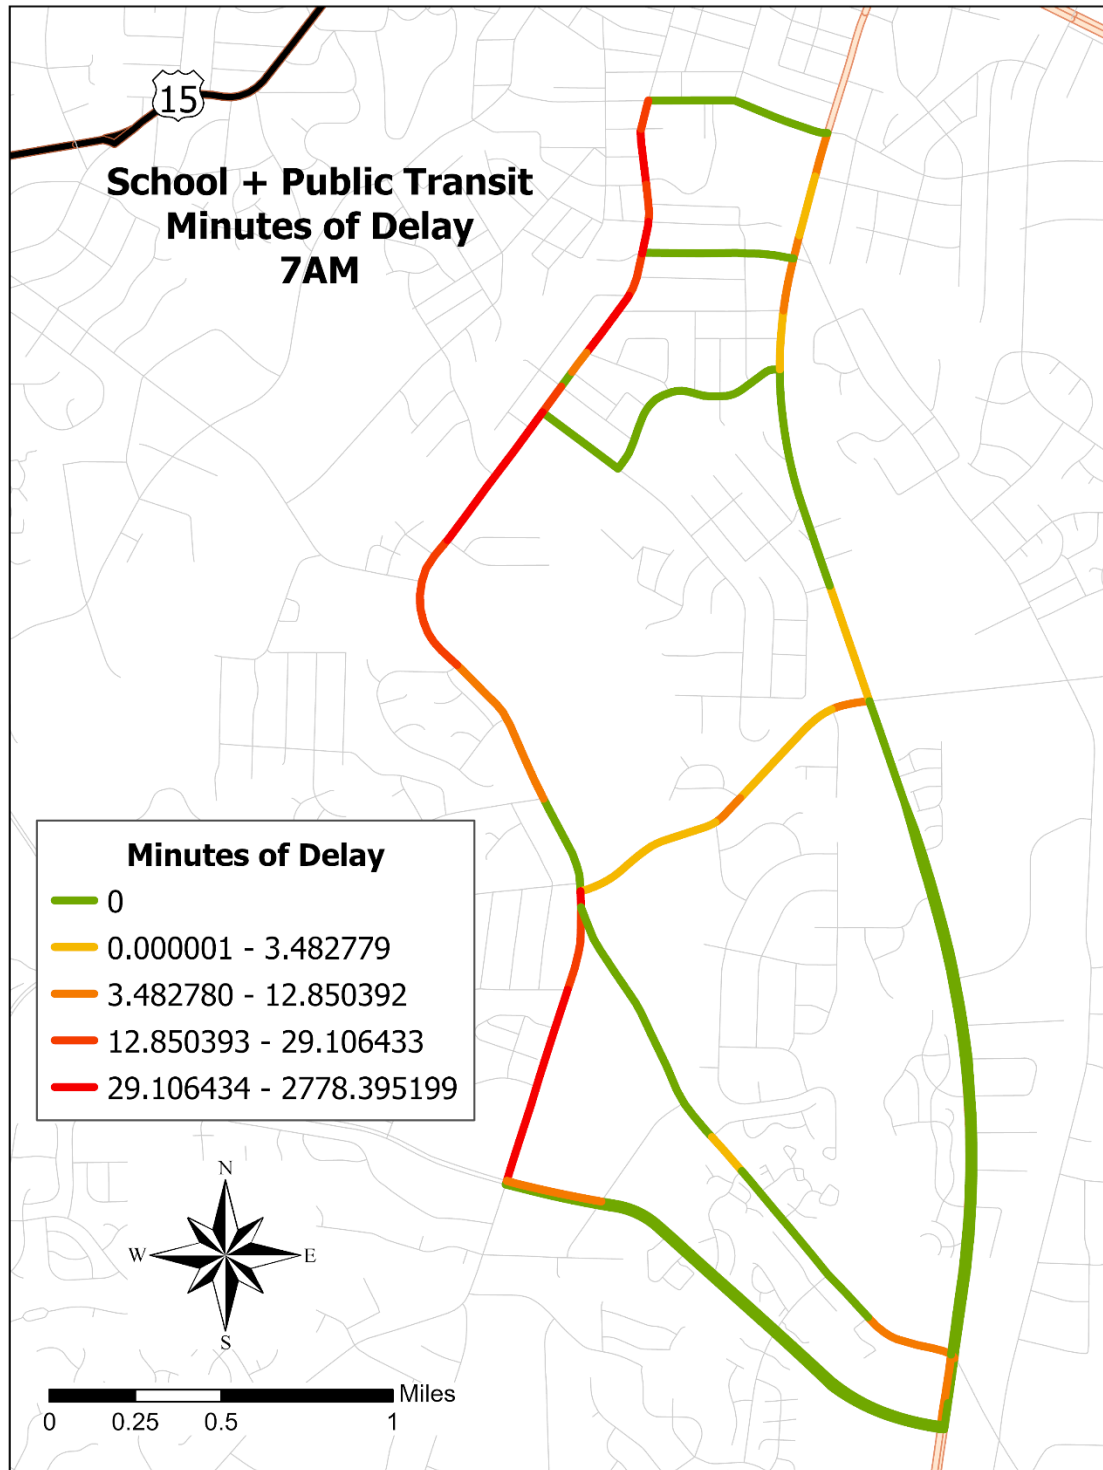 15
School + Public Transit
Minutes of Delay
7AM
Minutes of Delay
0
0.000001 - 3.482779
3.482780 - 12.850392
12.850393 - 29.106433
29.106434 - 2778.395199
N
W E
S
Miles
0 0.25 0.5 1